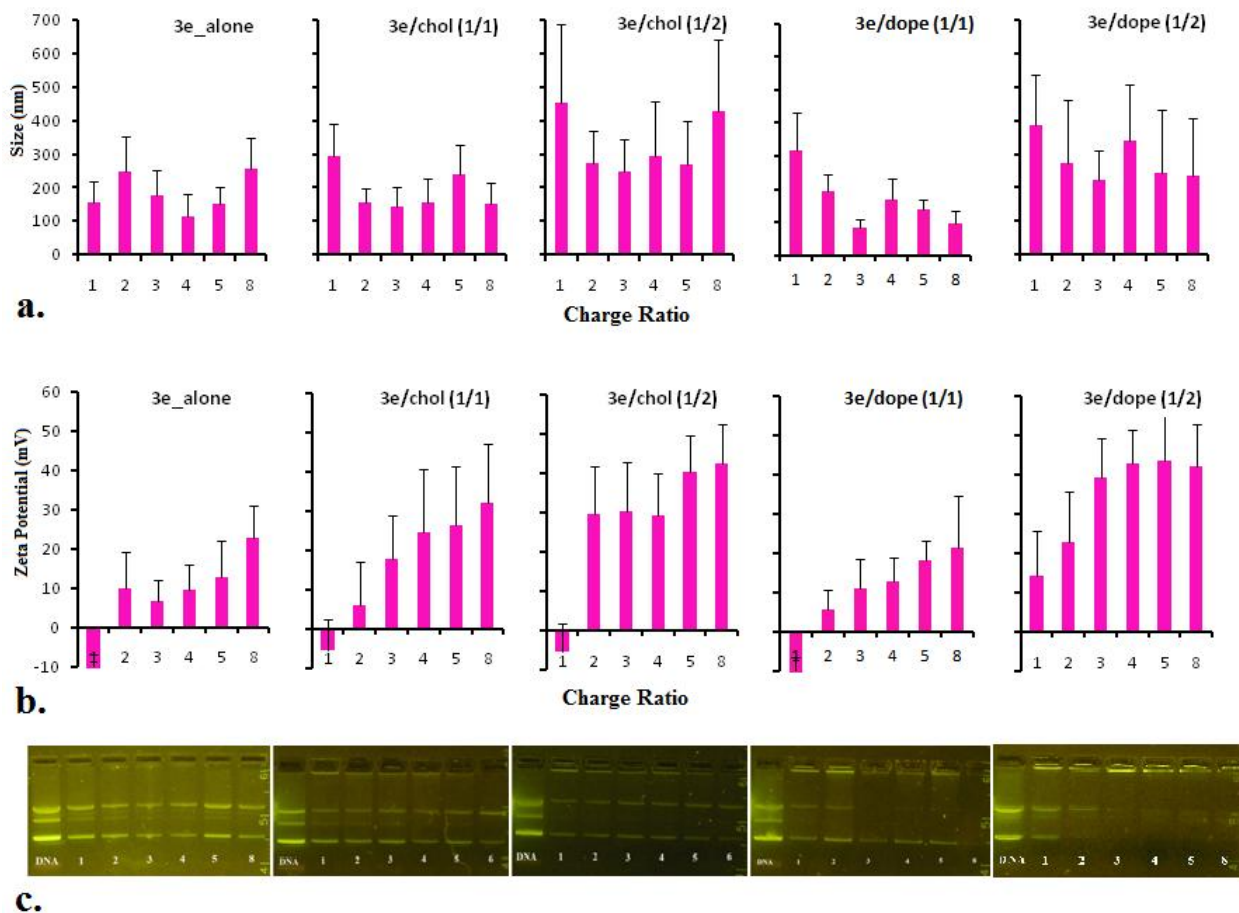 3e_alone 3e/chol (1/1) 3e/chol (1/2) 3e/dope (1/1) 3e/dope (1/2)
Size (nm)
700
600
500
400
300
200
100
0
1 2 3 4 5 8 1 2 3 4 5 8 1 2 3 4 5 8 1 2 3 4 5 8 1 2 3 4 5 8
a.
Charge Ratio
3e_alone 3e/chol (1/1) 3e/chol (1/2) 3e/dope (1/1) 3e/dope (1/2)
Zeta Potential (mV)
60
50
40
30
20
10
0
-10
1 2 3 4 5 8 1 2 3 4 5 8 1 2 3 4 5 8 1 2 3 4 5 8 1 2 3 4 5 8
b.
Charge Ratio
DNA 1 2 3 4 5 8 DNA 1 2 3 4 5 6 DNA 1 2 3 4 5 6 DNA 1 2 3 4 5 6 DNA 1 2 3 4 5 8
c.